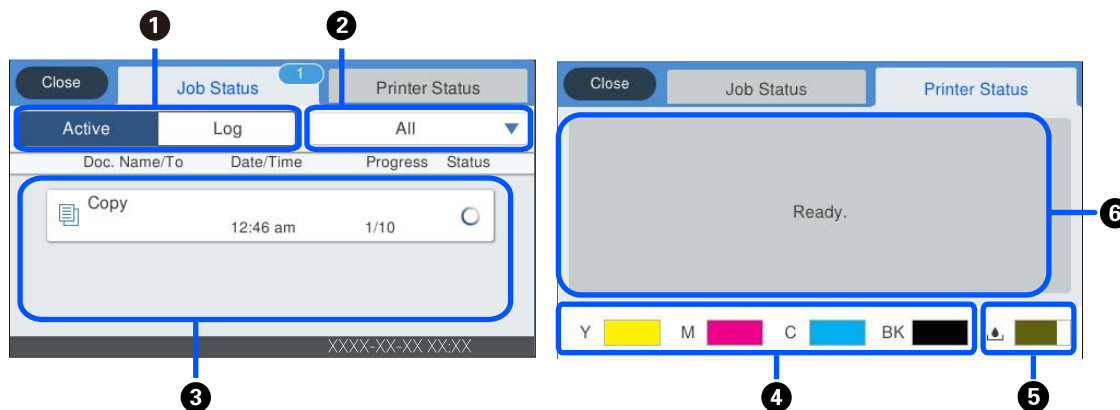 1 2
Close Job Status 1 Printer Status
Active Log All
Doc. Name/To Date/Time Progress Status
Copy
12:46 am 1/10
XXXX-XX-XX XX:XX
3
Close Job Status Printer Status
Ready.
6
Y M C BK
4 5